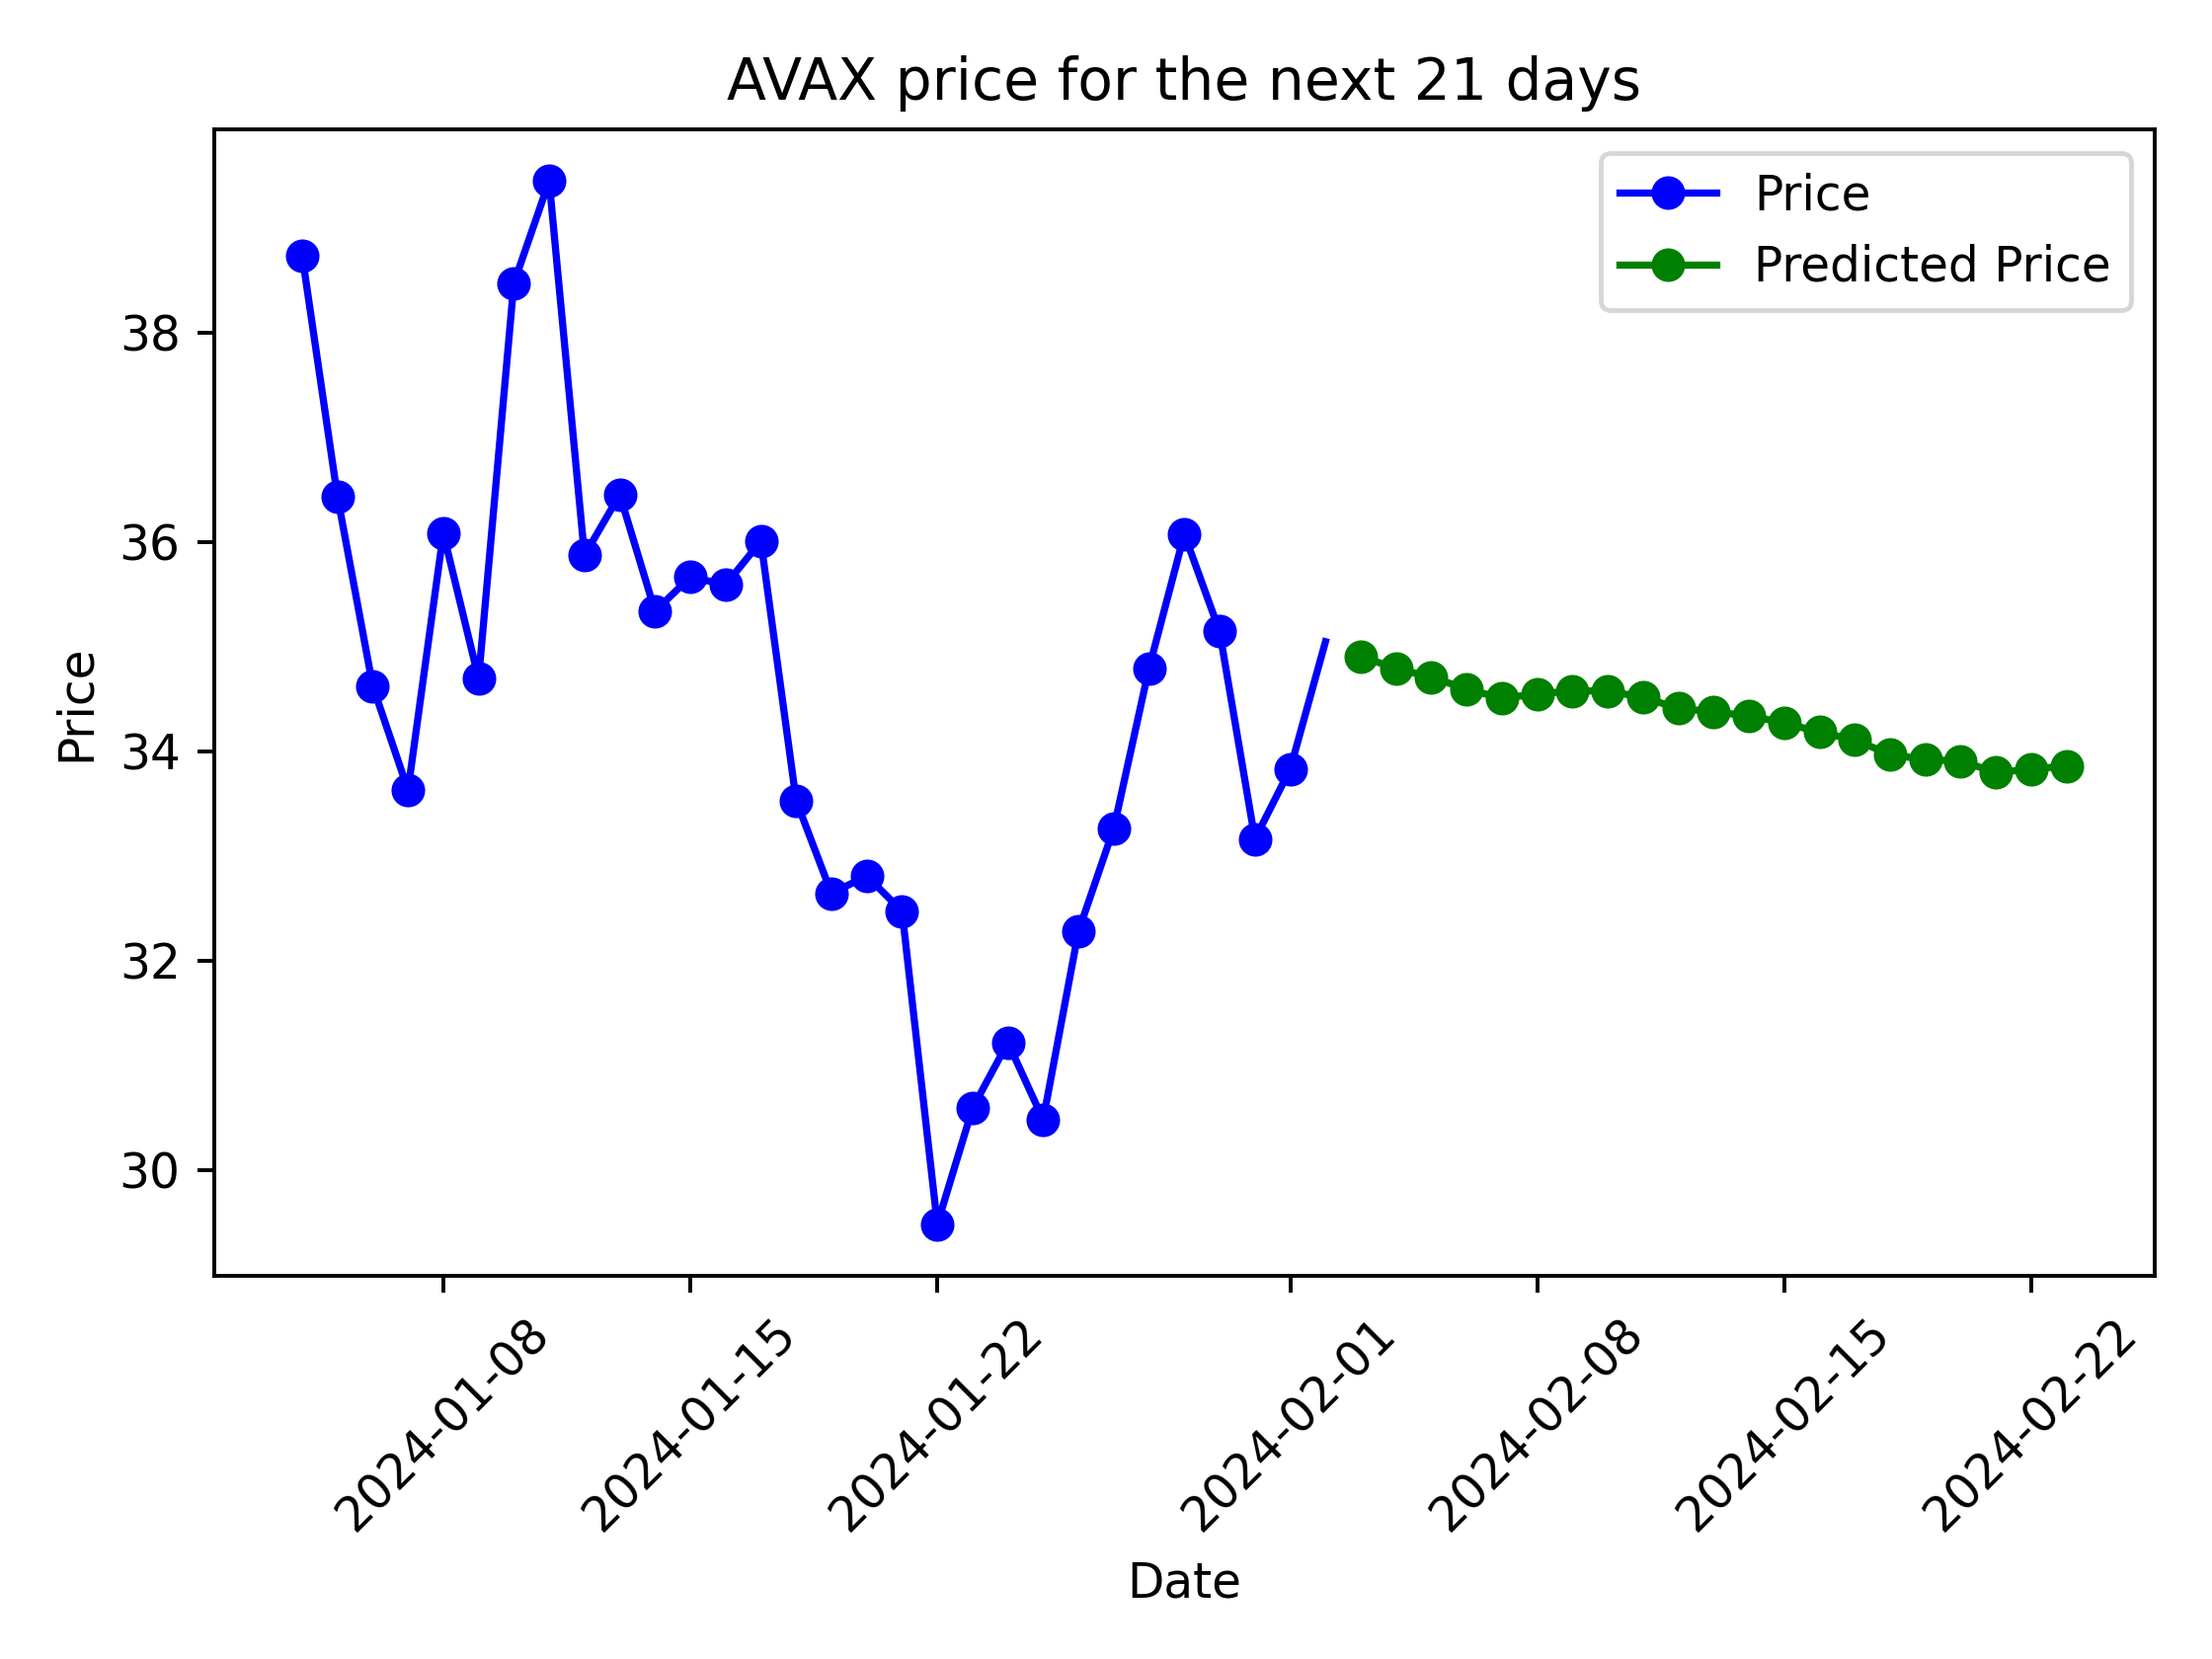 AVAX price for the next 21 days
Price
Predicted Price
38
36
34
32
30
Price
2024-01-08
2024-01-15
2024-01-22
2024-02-01
2024-02-08
2024-02-15
2024-02-22
Date